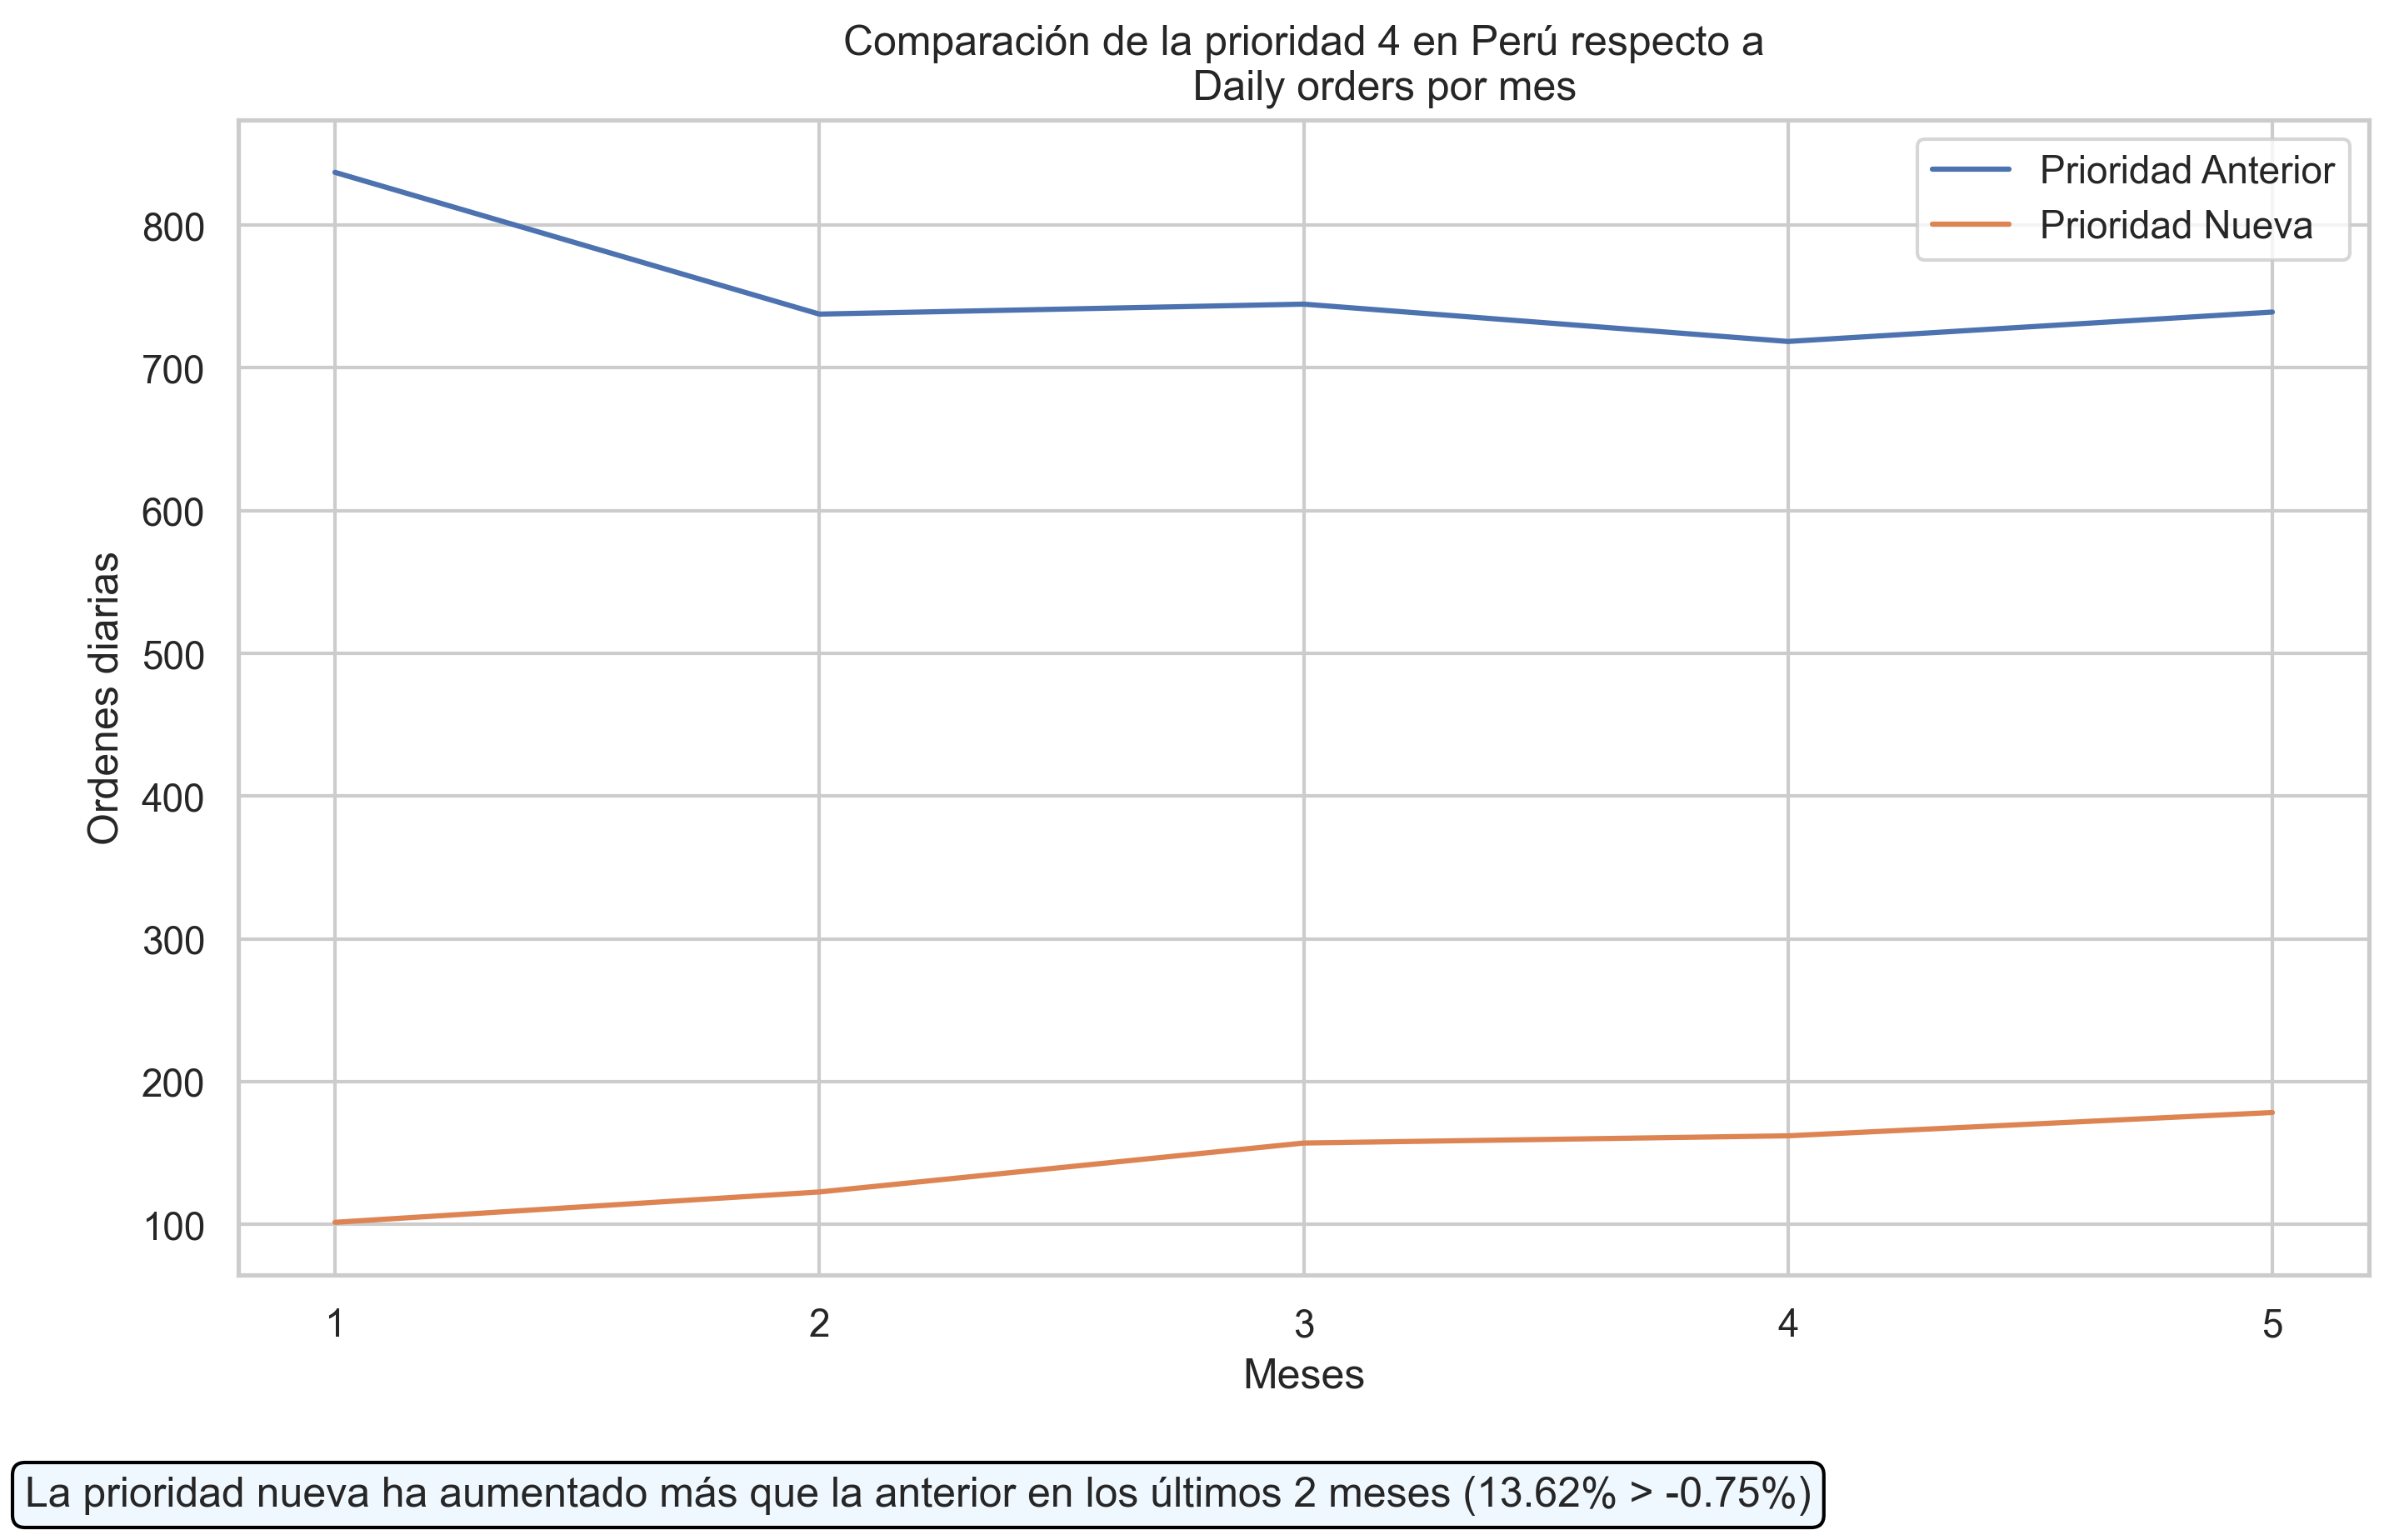 Comparación de la prioridad 4 en Perú respecto a
Daily orders por mes
Prioridad Anterior
Prioridad Nueva
Ordenes diarias
800
700
600
500
400
300
200
100
1 2 3 4 5
Meses
La prioridad nueva ha aumentado más que la anterior en los últimos 2 meses (13.62% > -0.75%)